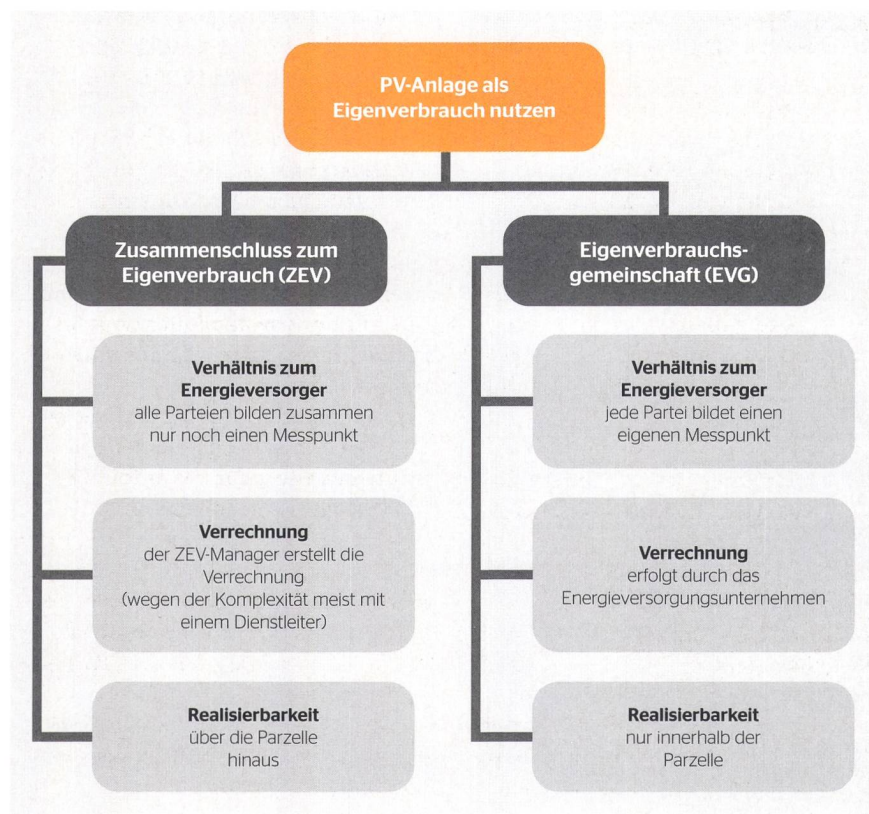 PV-Anlage als
Eigenverbrauch nutzen
Zusammenschluss zum
Eigenverbrauch (ZEV)
Verhältnis zum
Energieversorger
alle Parteien bilden zusammen
nur noch einen Messpunkt
Verrechnung
der ZEV-Manager erstellt die
Verrechnung
(wegen der Komplexität meist mit
einem Dienstleiter)
Realisierbarkeit
über die Parzelle
hinaus
Eigenverbrauchs-
gemeinschaft (EVG)
Verhältnis zum
Energieversorger
jede Partei bildet einen
eigenen Messpunkt
Verrechnung
erfolgt durch das
Energieversorgungsunternehmen
Realisierbarkeit
nur innerhalb der
Parzelle